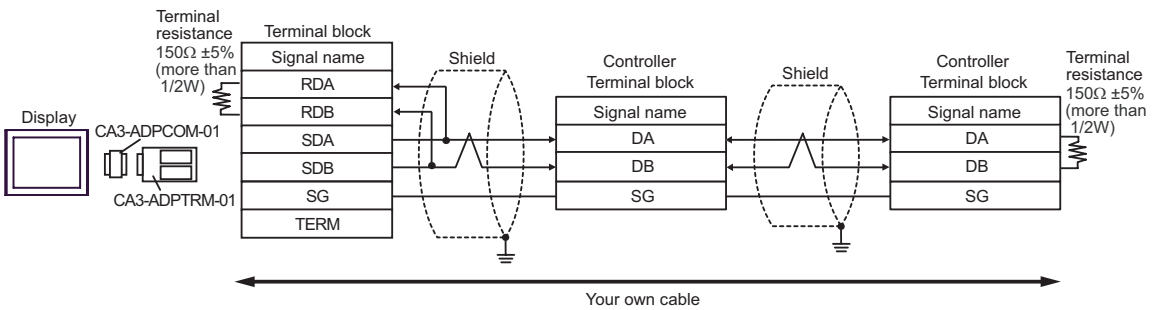 Terminal
resistance
150Ω ±5%
(more than
1/2W)
Terminal block
Signal name
RDA
RDB
SDA
SDB
SG
TERM
Display
CA3-ADPCOM-01
CA3-ADPTRM-01
Shield
Controller
Terminal block
Signal name
DA
DB
SG
Shield
Controller
Terminal block
Signal name
DA
DB
SG
Terminal
resistance
150Ω ±5%
(more than
1/2W)
Your own cable